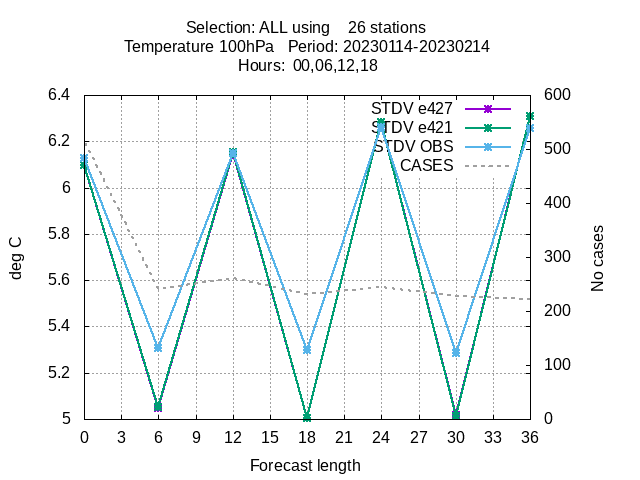 Selection: ALL using 26 stations
Temperature 100hPa Period: 20230114-20230214
Hours: 00,06,12,18
6.4
6.2
6
5.8
5.6
5.4
5.2
5
deg C
STDV e427
STDV e421
STDV OBS
CASES
600
500
400
300
200
100
0
No cases
0 3 6 9 12 15 18 21 24 27 30 33 36
Forecast length